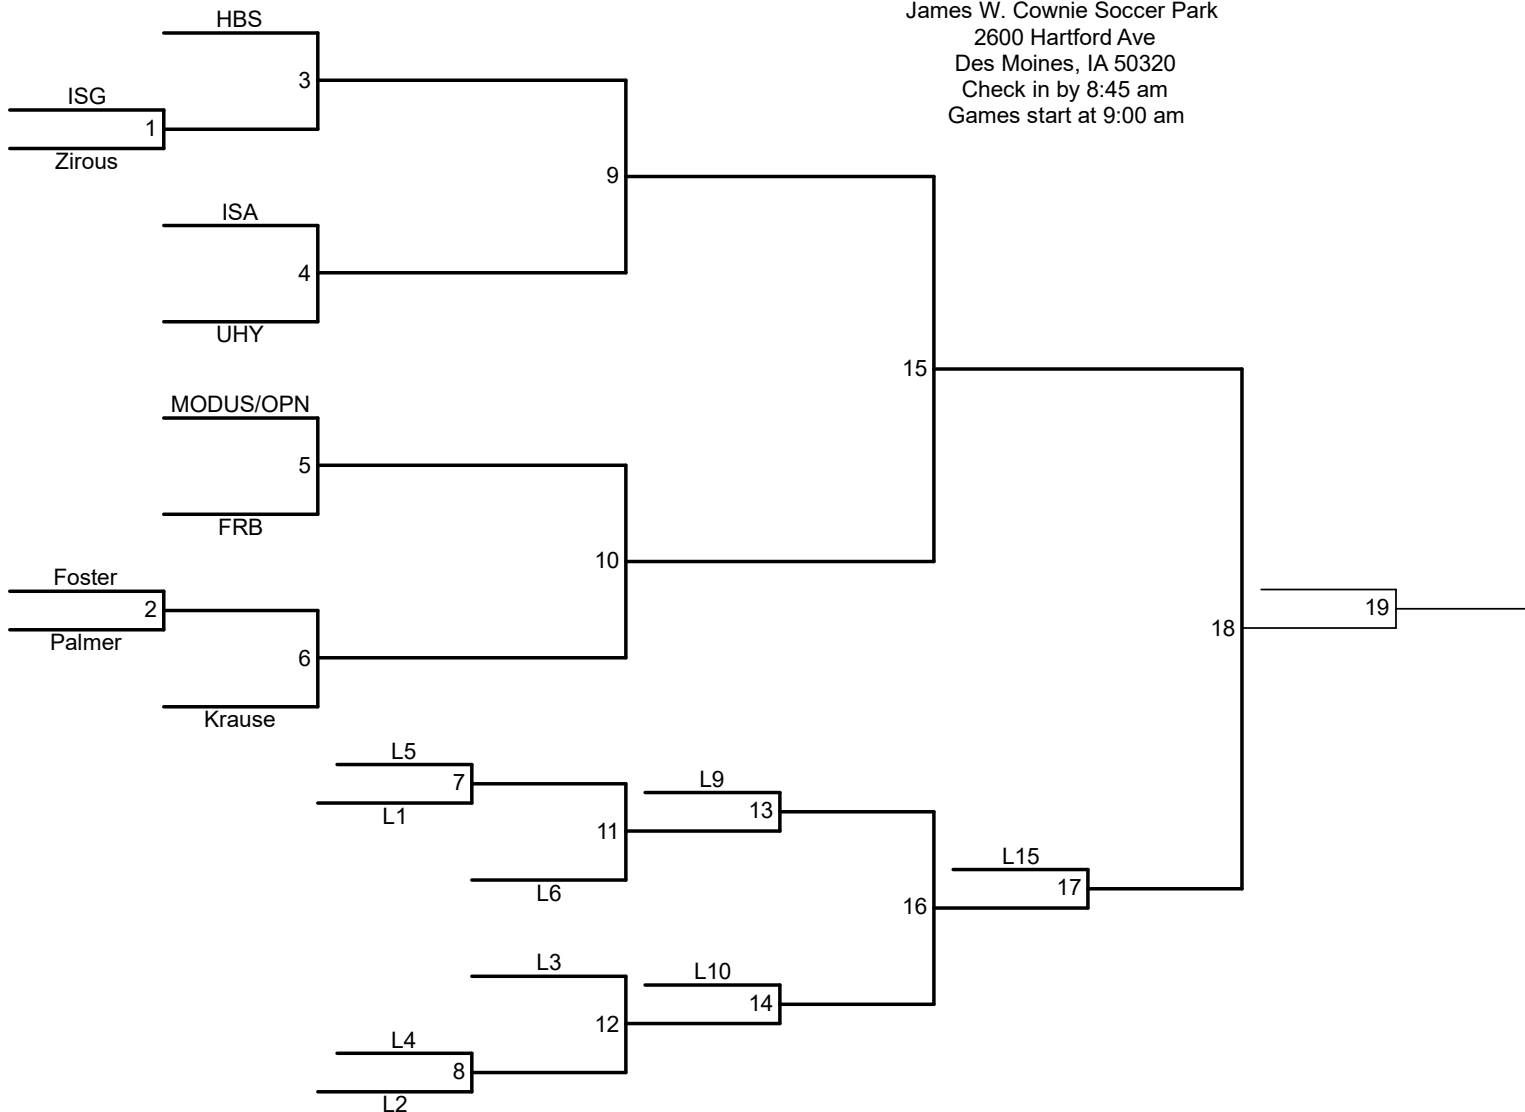 James W. Cownie Soccer Park
2600 Hartford Ave
Des Moines, IA 50320
Check in by 8:45 am
Games start at 9:00 am
HBS
3
ISG
1
Zirous
9
ISA
4
UHY
15
MODUS/OPN
5
FRB
10
Foster
2
Palmer
6
Krause
19
18
L5
7
L1
L9
13
11
L6
L15
17
16
L3
L10
14
12
L4
8
L2